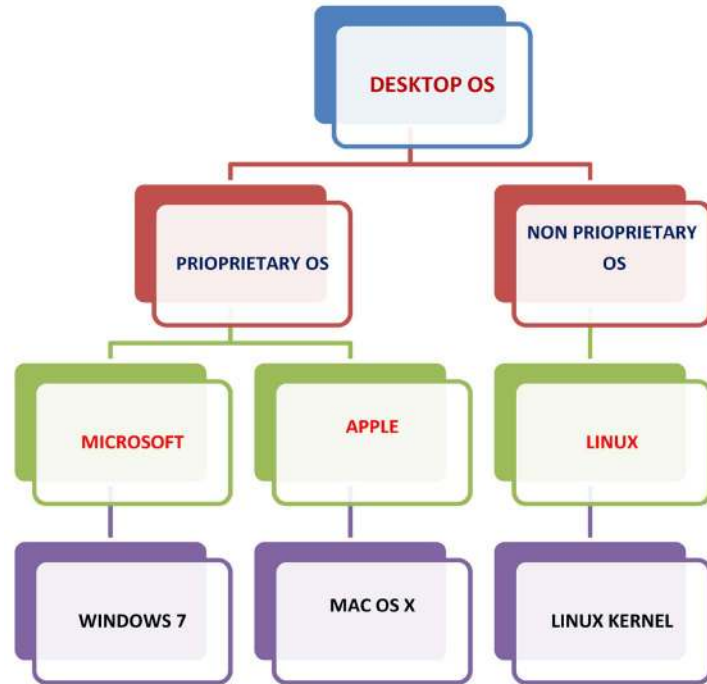 DESKTOP OS
PRIOPRIETARY OS
NON PRIOPRIETARY
OS
MICROSOFT
APPLE
LINUX
WINDOWS 7
MAC OS X
LINUX KERNEL